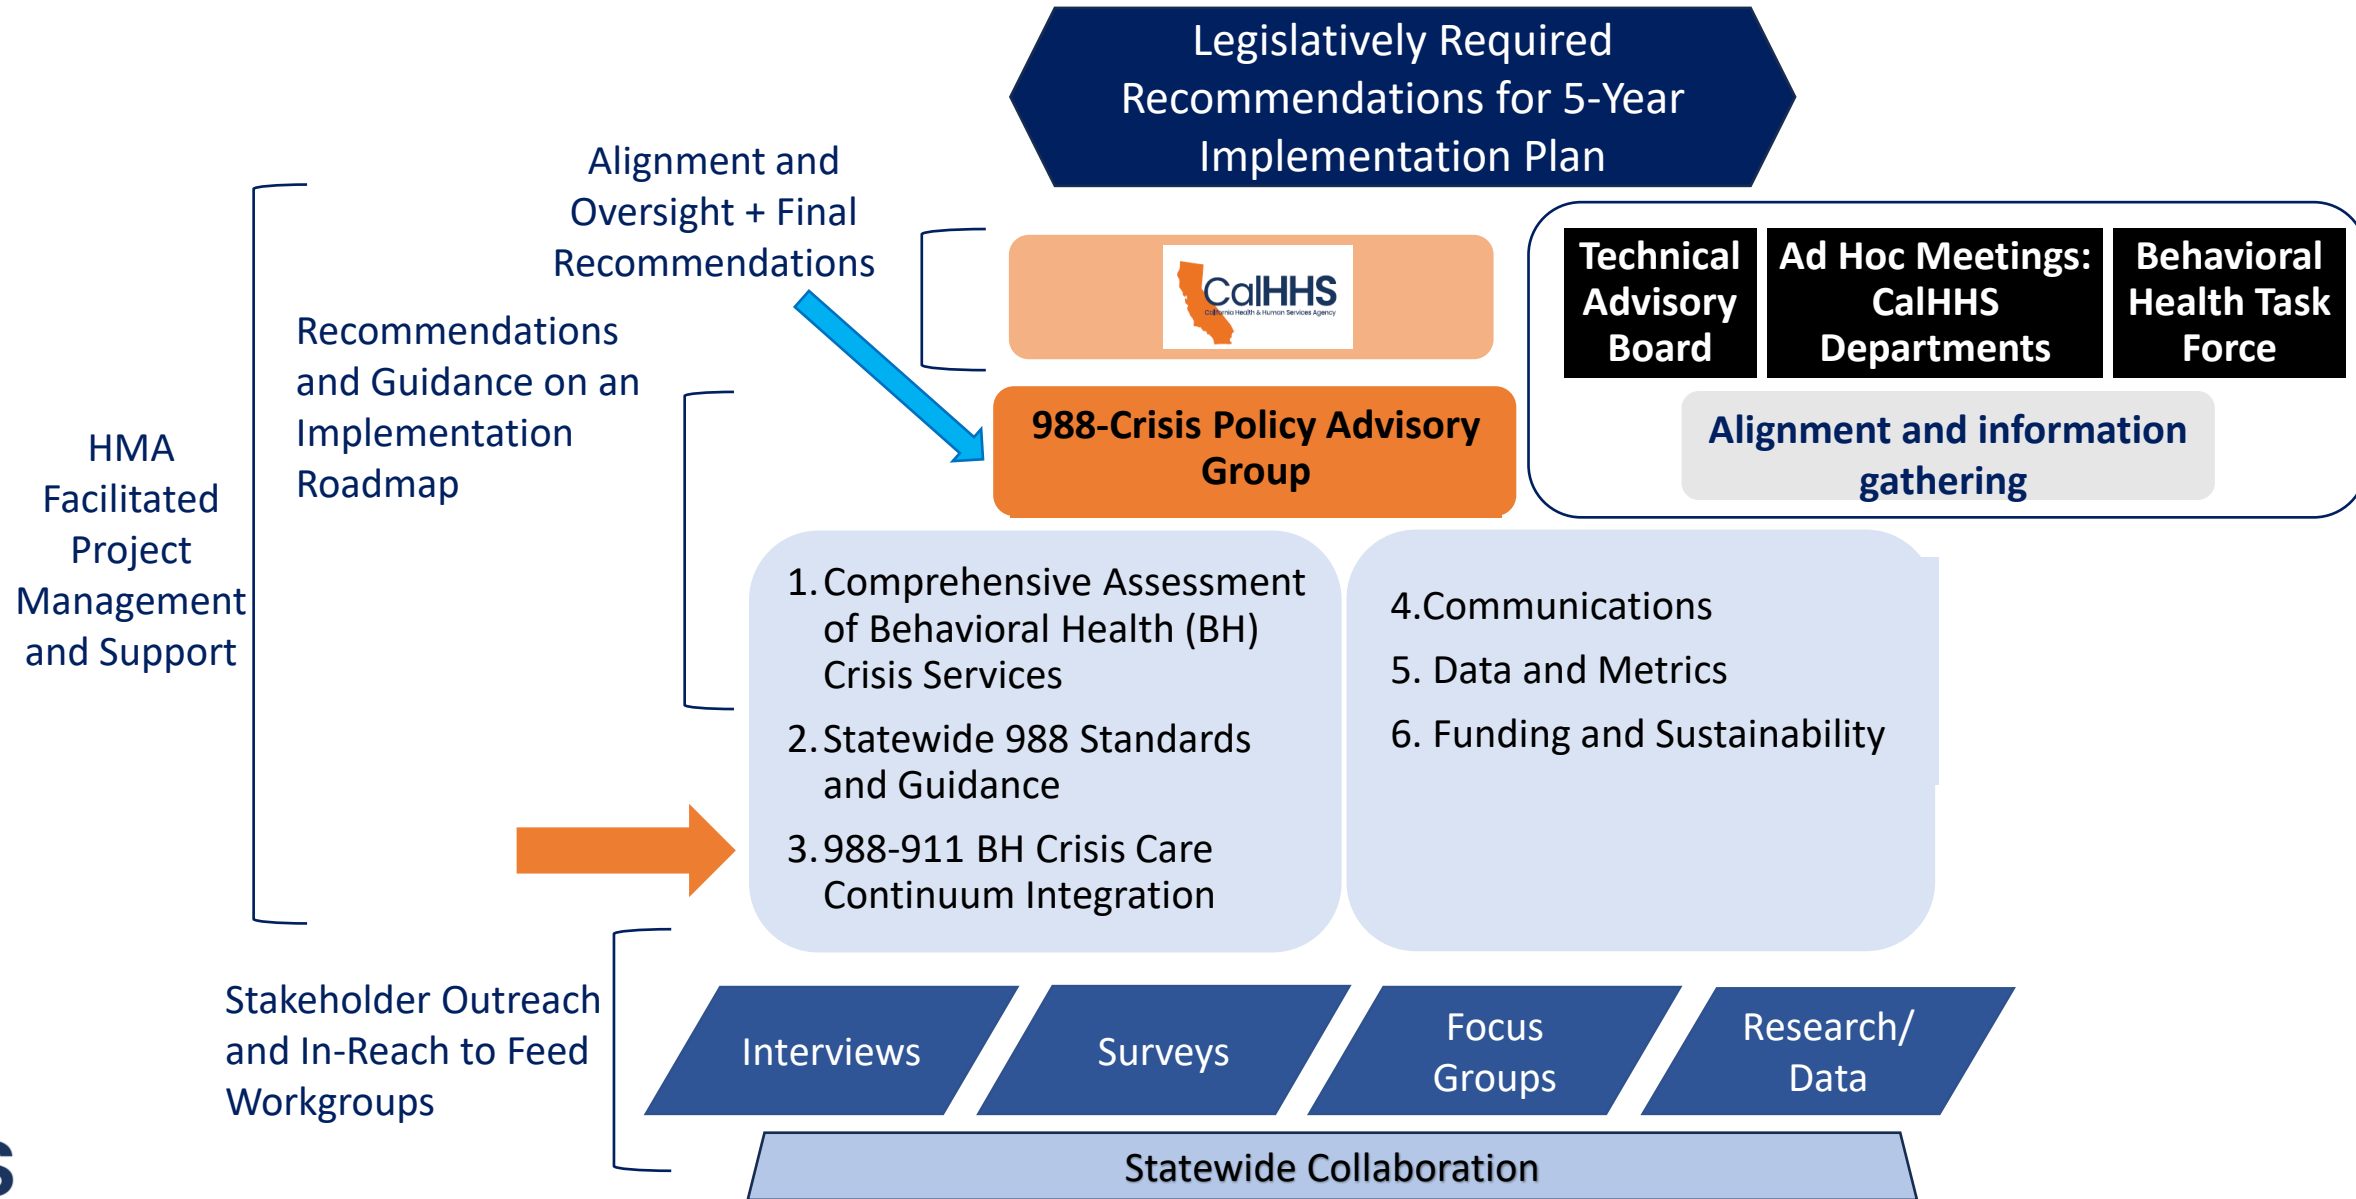 Legislatively Required
Recommendations for 5-Year
Implementation Plan
Alignment and
Oversight + Final
Recommendations
CalHHS
California Health & Human Services Agency
Technical
Advisory
Board
Ad Hoc Meetings:
CalHHS
Departments
Behavioral
Health Task
Force
Alignment and information
gathering
Recommendations
and Guidance on an
Implementation
Roadmap
988-Crisis Policy Advisory
Group
HMA
Facilitated
Project
Management
and Support
1. Comprehensive Assessment
of Behavioral Health (BH)
Crisis Services
2. Statewide 988 Standards
and Guidance
3. 988-911 BH Crisis Care
Continuum Integration
4.Communications
5. Data and Metrics
6. Funding and Sustainability
Stakeholder Outreach
and In-Reach to Feed
Workgroups
Interviews
Surveys
Focus
Groups
Research/
Data
Statewide Collaboration
S